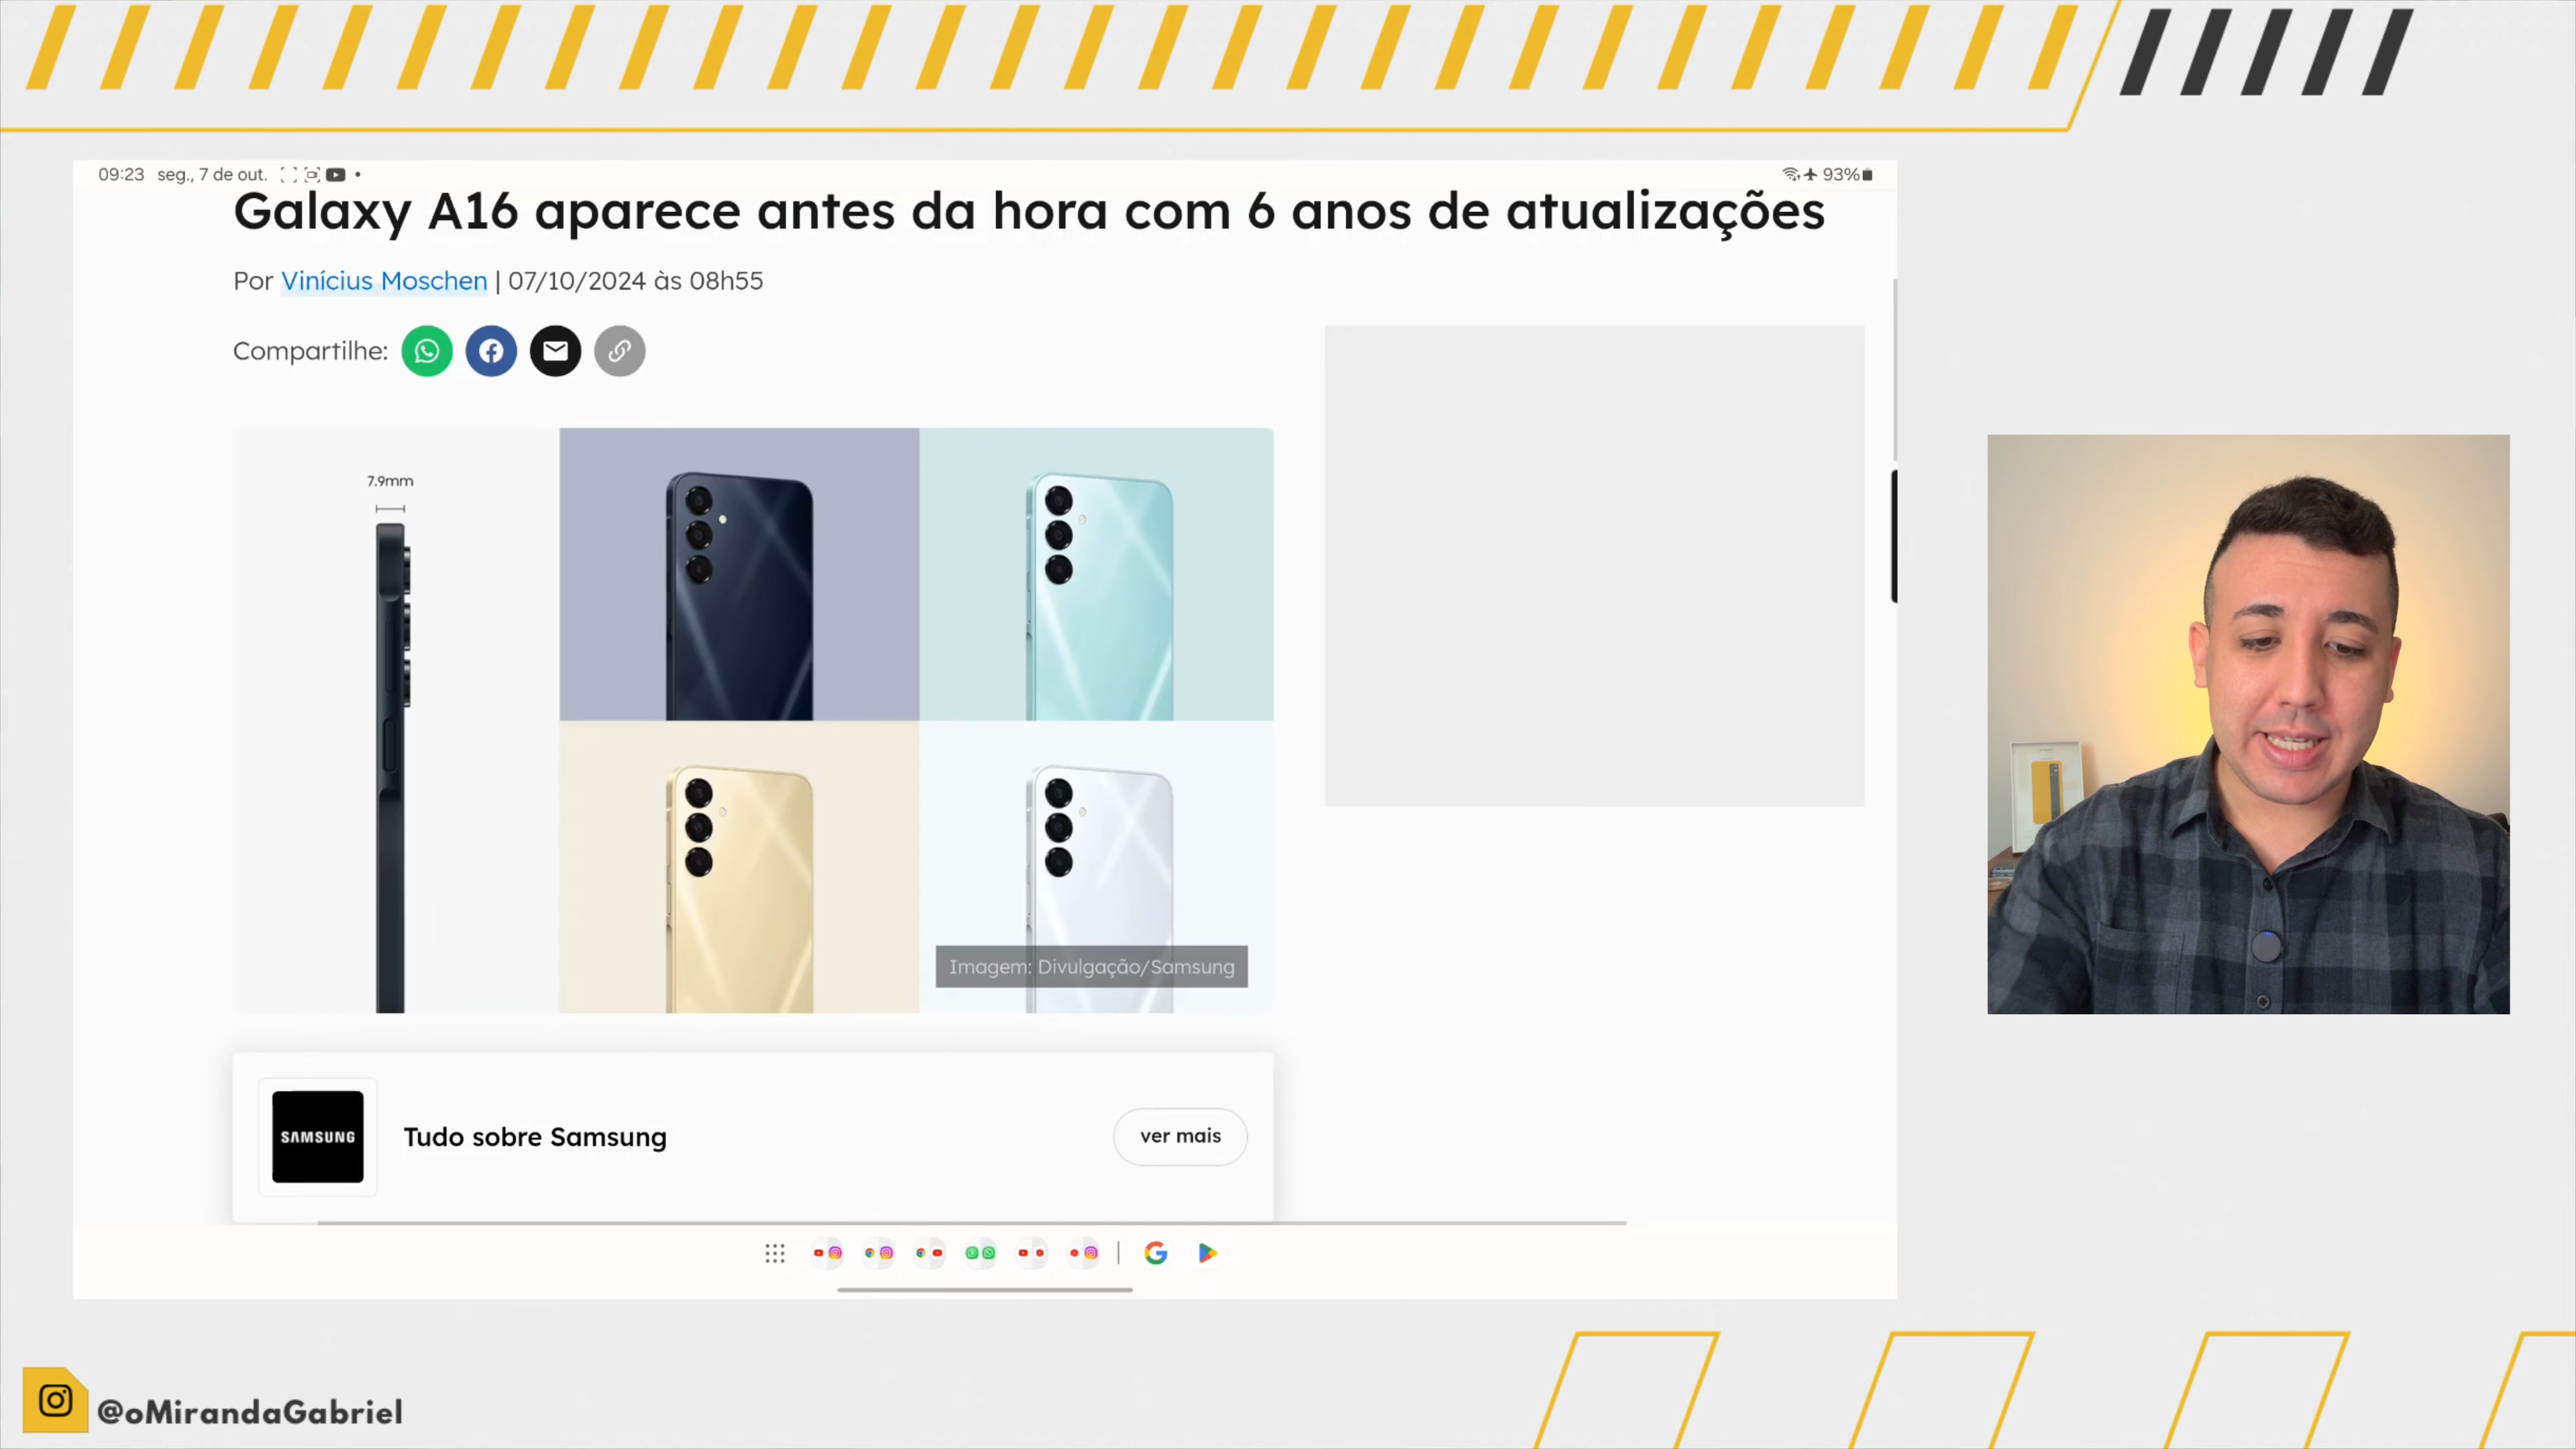 09:23 seg., 7 de out.
93%
Galaxy A16 aparece antes da hora com 6 anos de atualizações
Por Vinícius Moschen | 07/10/2024 às 08h55
Compartilhe:
7.9mm
Imagem: Divulgação/Samsung
SAMSUNG
Tudo sobre Samsung
ver mais
@oMirandaGabriel